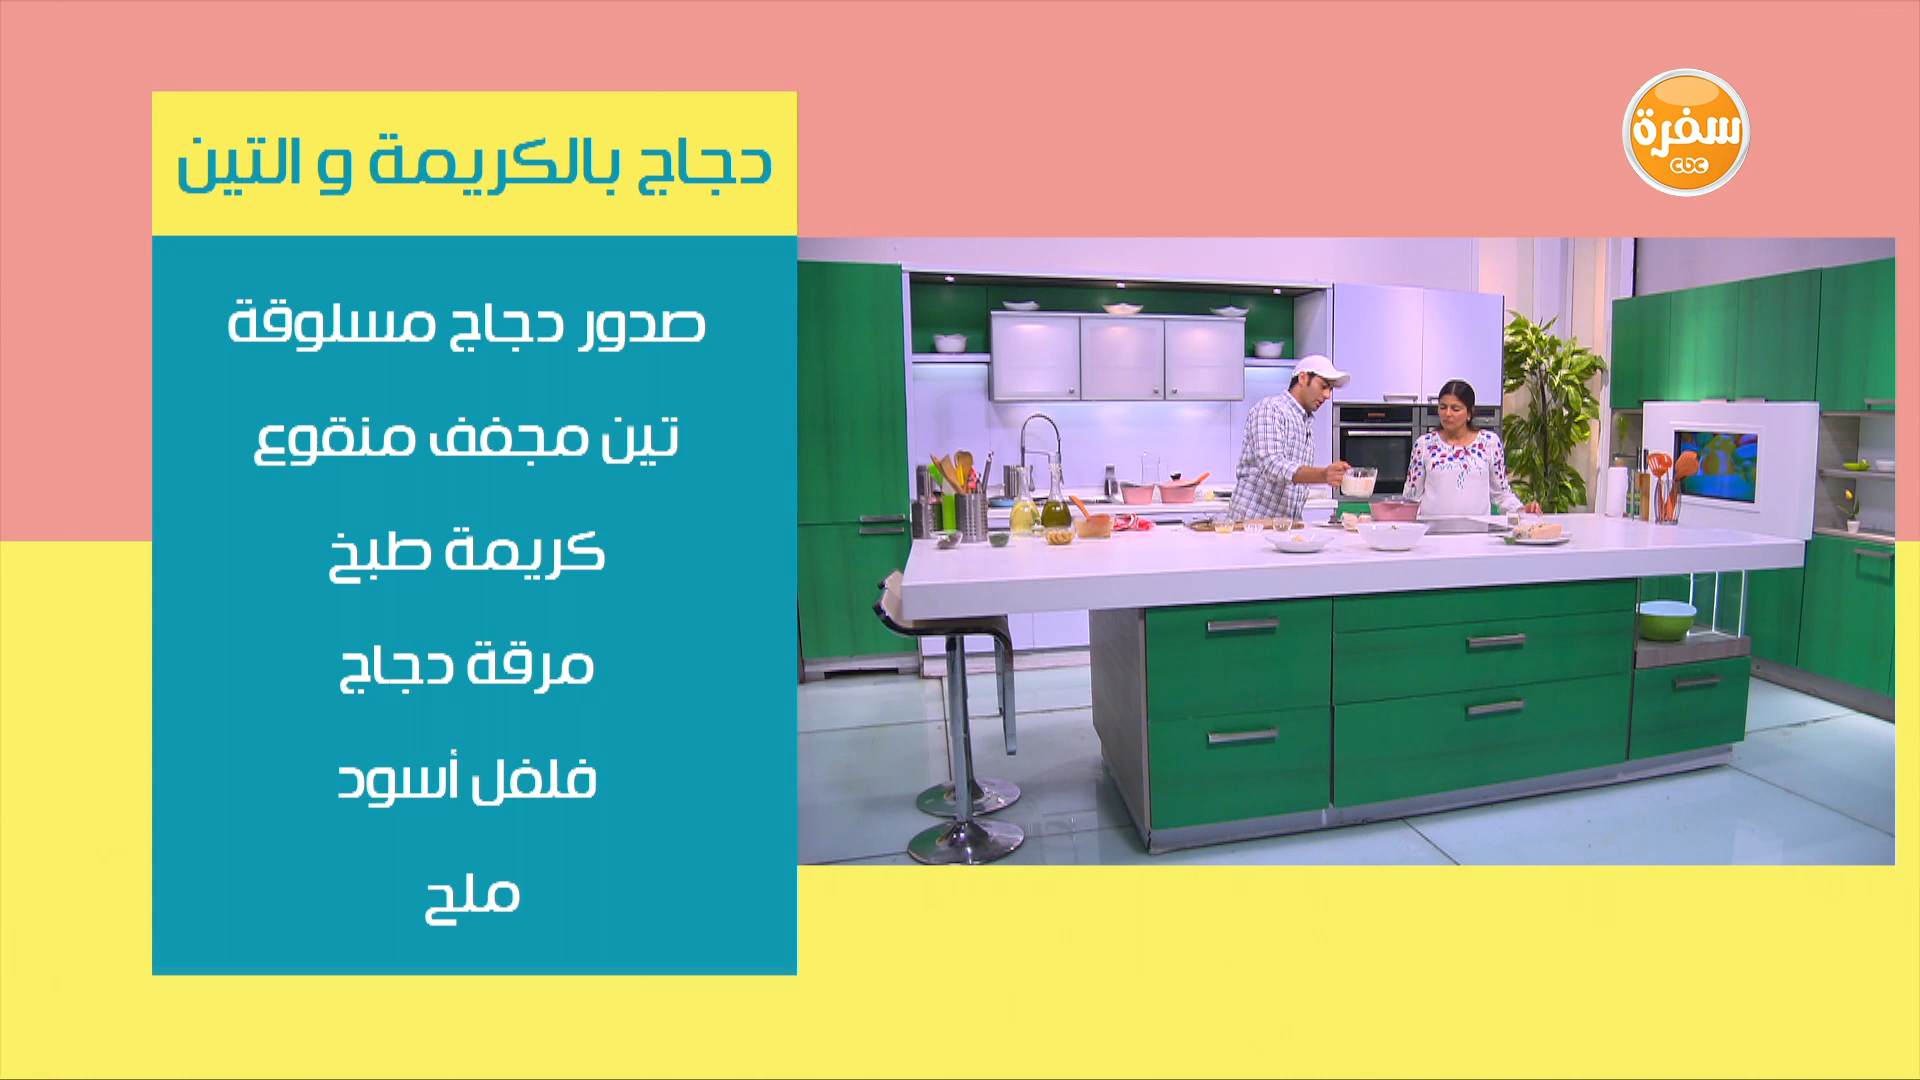 دجاج بالكريمة و التين
صدور دجاج مسلوقة
تين مجفف منقوع
كريمة طبخ
مرقة دجاج
فلفل أسود
ملح
سفرة
cbc